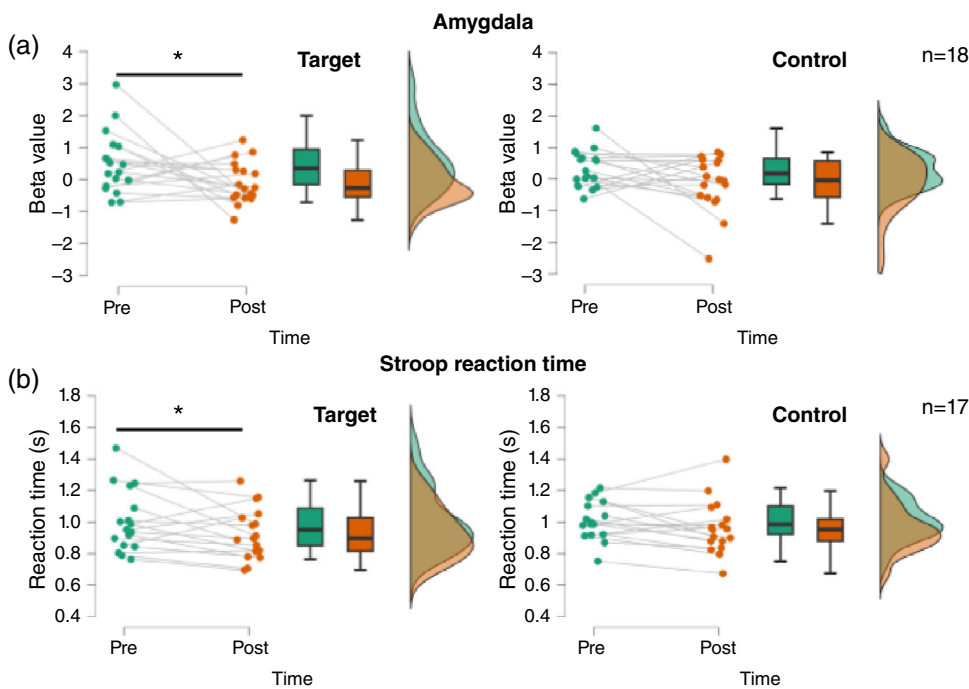 Amygdala
(a)
Target
Control
n=18
*
Beta value
4
3
2
1
0
−1
−2
−3
Pre
Post
Time
Beta value
4
3
2
1
0
−1
−2
−3
Pre
Post
Time
Stroop reaction time
(b)
Target
Control
n=17
*
Reaction time (s)
1.8
1.6
1.4
1.2
1.0
0.8
0.6
0.4
Pre
Post
Time
Reaction time (s)
1.8
1.6
1.4
1.2
1.0
0.8
0.6
0.4
Pre
Post
Time